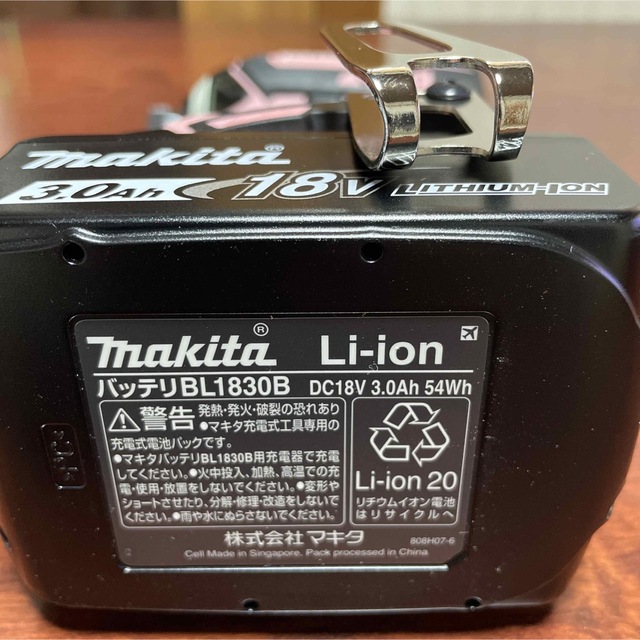 makita®
3.0Ah 18V LITHIUM-ION
makita® Li-ion
バッテリBL1830B DC18V 3.0Ah 54Wh
警告 発熱・発火・破裂の恐れあり
●マキタ充電式工具専用の
充電式電池パックです。
●マキタバッテリBL1830B用充電器で充電
してください。●火中投入、加熱、高温での充
電・使用・放置をしないでください。●変形や
ショートさせたり、分解・修理・改造をしないで
ください。●雨や水にぬらさないでください。
Li-ion 20
リチウムイオン電池
はリサイクルへ
株式会社マキタ
808H07-6
Cell Made in Singapore. Pack processed in China